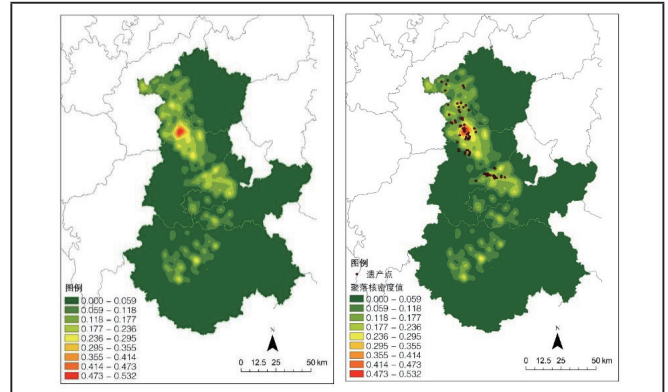 图例
0.000 – 0.059
0.059 – 0.118
0.118 – 0.177
0.177 – 0.236
0.236 – 0.295
0.295 – 0.355
0.355 – 0.414
0.414 – 0.473
0.473 – 0.532
N
0 12.5 25 50 km
图例
遗产点
聚落核密度值
0.000 – 0.059
0.059 – 0.118
0.118 – 0.177
0.177 – 0.236
0.236 – 0.295
0.295 – 0.355
0.355 – 0.414
0.414 – 0.473
0.473 – 0.532
N
0 12.5 25 50 km